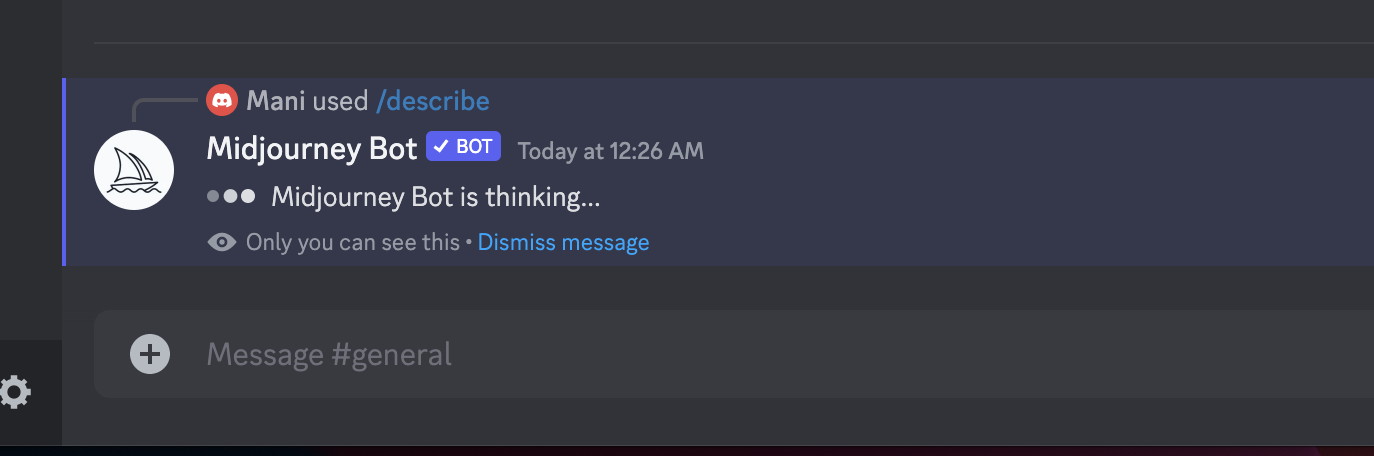 Mani used /describe
Midjourney Bot ✓ BOT Today at 12:26 AM
Midjourney Bot is thinking...
Only you can see this • Dismiss message
Message #general